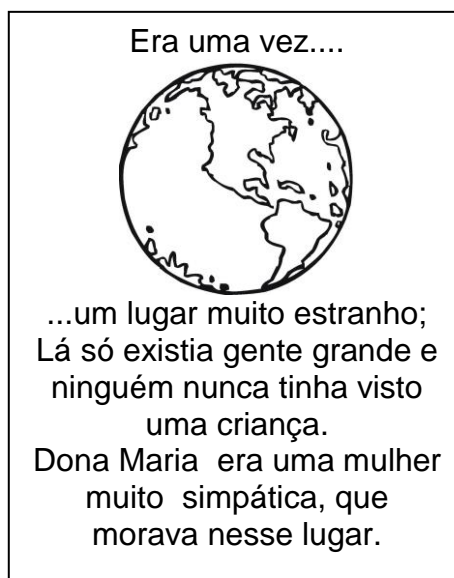 Era uma vez....
...um lugar muito estranho;
Lá só existia gente grande e
ninguém nunca tinha visto
uma criança.
Dona Maria  era uma mulher
muito  simpática, que
morava nesse lugar.